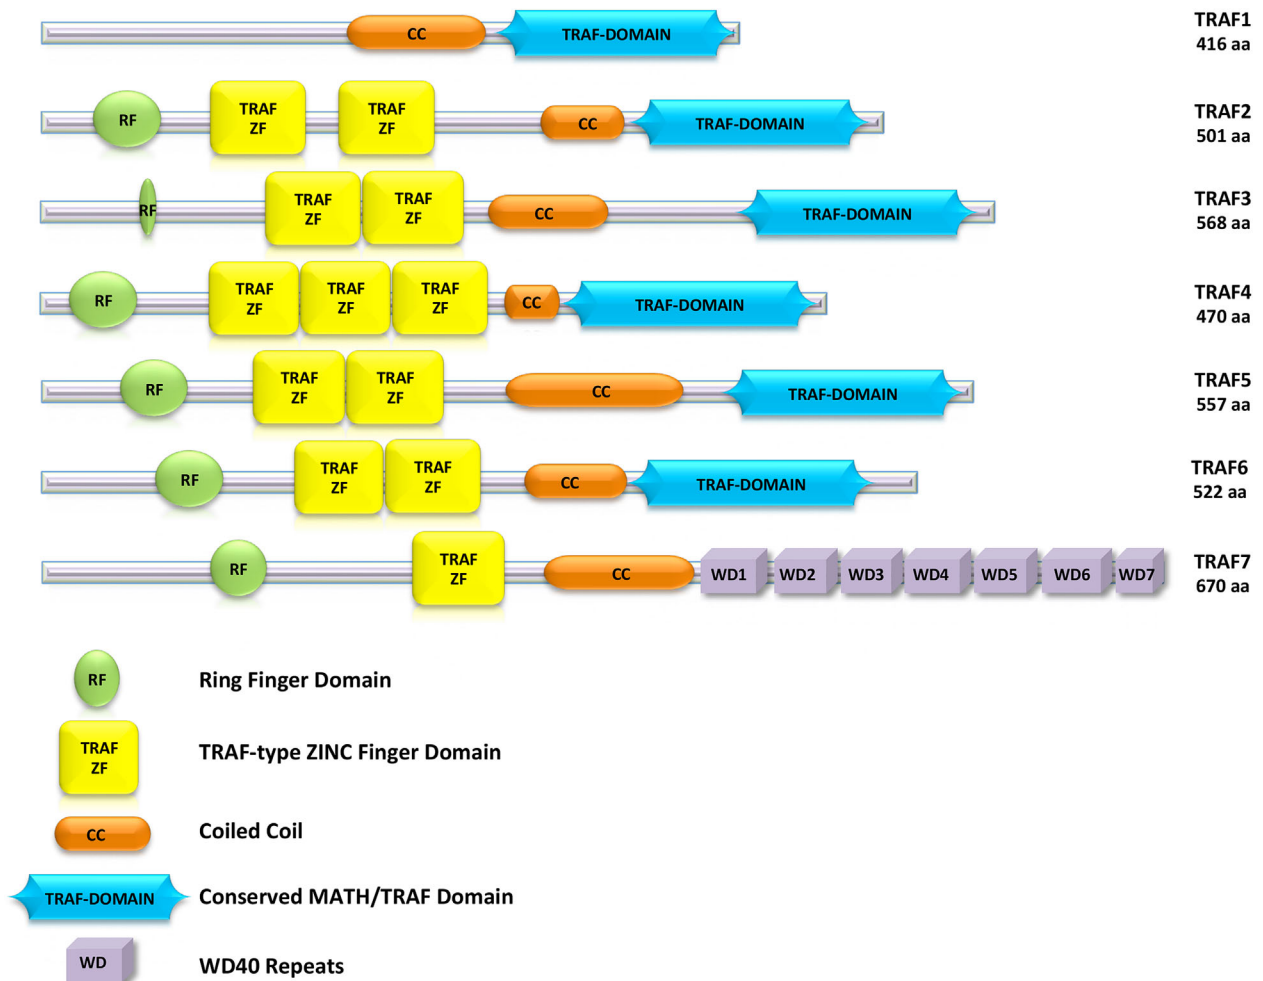 CC TRAF-DOMAIN TRAF1
416 aa
RF TRAF ZF TRAF ZF CC TRAF-DOMAIN TRAF2
501 aa
RF TRAF ZF TRAF ZF CC TRAF-DOMAIN TRAF3
568 aa
RF TRAF ZF TRAF ZF TRAF ZF CC TRAF-DOMAIN TRAF4
470 aa
RF TRAF ZF TRAF ZF CC TRAF-DOMAIN TRAF5
557 aa
RF TRAF ZF TRAF ZF CC TRAF-DOMAIN TRAF6
522 aa
RF TRAF ZF CC WD1 WD2 WD3 WD4 WD5 WD6 WD7 TRAF7
670 aa
RF Ring Finger Domain
TRAF ZF TRAF-type ZINC Finger Domain
CC Coiled Coil
TRAF-DOMAIN Conserved MATH/TRAF Domain
WD WD40 Repeats